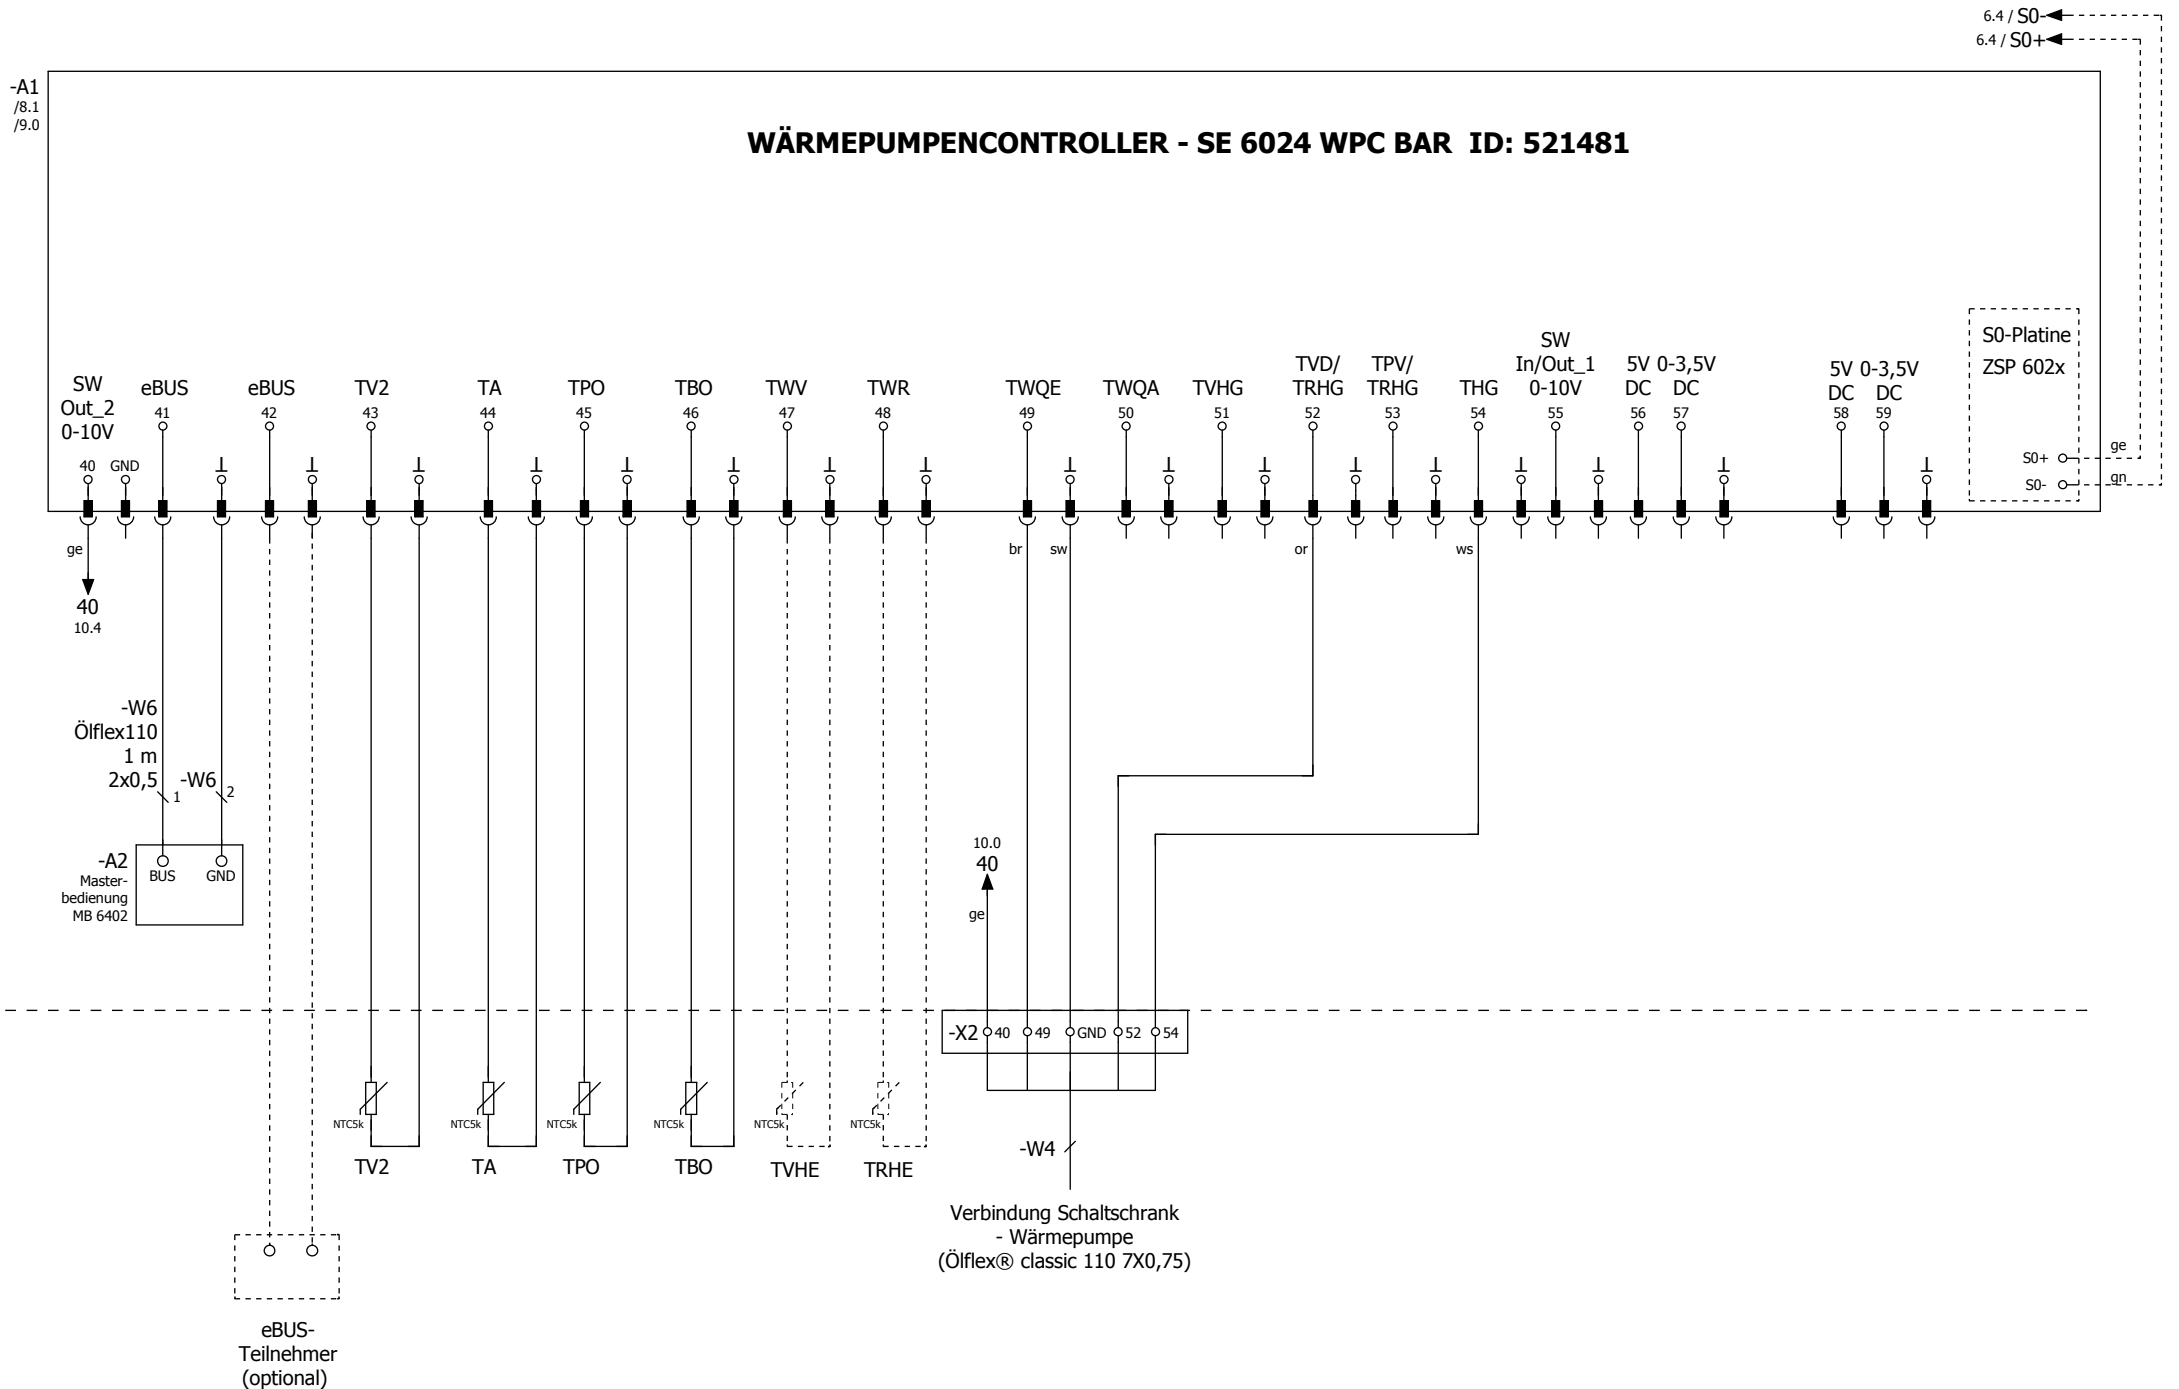 6.4 / S0-
6.4 / S0+
-A1
/8.1
/9.0
WÄRMEPUMPENCONTROLLER - SE 6024 WPC BAR ID: 521481
SW
Out_2
0-10V
40
GND
eBUS
41
eBUS
42
TV2
43
TA
44
TPO
45
TBO
46
TWV
47
TWR
48
TWQE
49
TWQA
50
TVHG
51
TVD/
TRHG
52
TPV/
TRHG
53
THG
54
SW
In/Out_1
0-10V
55
5V 0-3,5V
DC DC
56 57
5V 0-3,5V
DC DC
58 59
S0-Platine
ZSP 602x
S0+
S0-
ge
gn
ge
40
10.4
br
sw
or
ws
-W6
Ölflex110
1 m
2x0,5
1
-W6
2
-A2
Master-
bedienung
MB 6402
BUS
GND
10.0
40
ge
-X2 40 49 GND 52 54
NTC5k
TV2
NTC5k
TA
NTC5k
TPO
NTC5k
TBO
NTC5k
TVHE
NTC5k
TRHE
-W4
Verbindung Schaltschrank
- Wärmepumpe
(Ölflex® classic 110 7X0,75)
eBUS-
Teilnehmer
(optional)